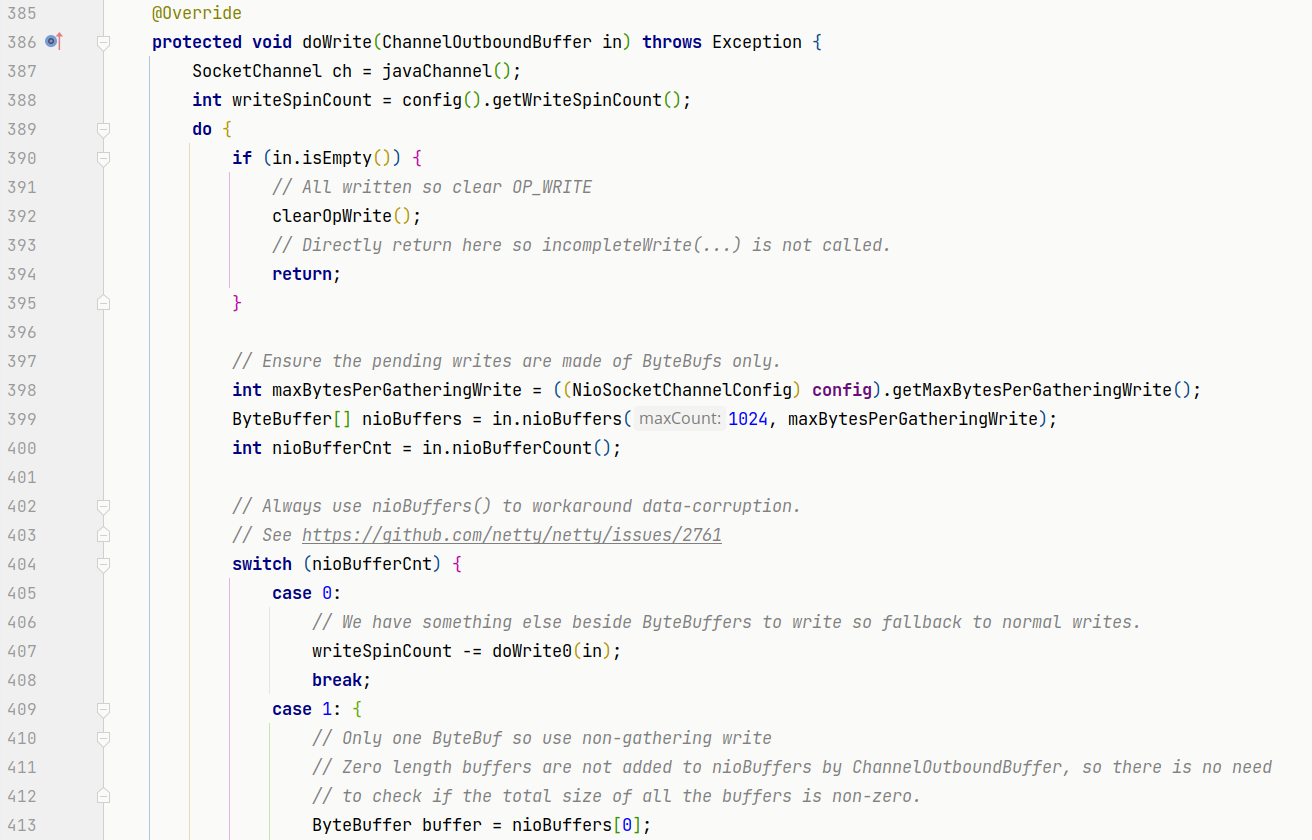 385 @Override
386 protected void doWrite(ChannelOutboundBuffer in) throws Exception {
387 SocketChannel ch = javaChannel();
388 int writeSpinCount = config().getWriteSpinCount();
389 do {
390 if (in.isEmpty()) {
391 // All written so clear OP_WRITE
392 clearOpWrite();
393 // Directly return here so incompleteWrite(...) is not called.
394 return;
395 }
396
397 // Ensure the pending writes are made of ByteBufs only.
398 int maxBytesPerGatheringWrite = ((NioSocketChannelConfig) config).getMaxBytesPerGatheringWrite();
399 ByteBuffer[] nioBuffers = in.nioBuffers( maxCount: 1024, maxBytesPerGatheringWrite);
400 int nioBufferCnt = in.nioBufferCount();
401
402 // Always use nioBuffers() to workaround data-corruption.
403 // See https://github.com/netty/netty/issues/2761
404 switch (nioBufferCnt) {
405 case 0:
406 // We have something else beside ByteBuffers to write so fallback to normal writes.
407 writeSpinCount -= doWrite0(in);
408 break;
409 case 1: {
410 // Only one ByteBuf so use non-gathering write
411 // Zero length buffers are not added to nioBuffers by ChannelOutboundBuffer, so there is no need
412 // to check if the total size of all the buffers is non-zero.
413 ByteBuffer buffer = nioBuffers[0];